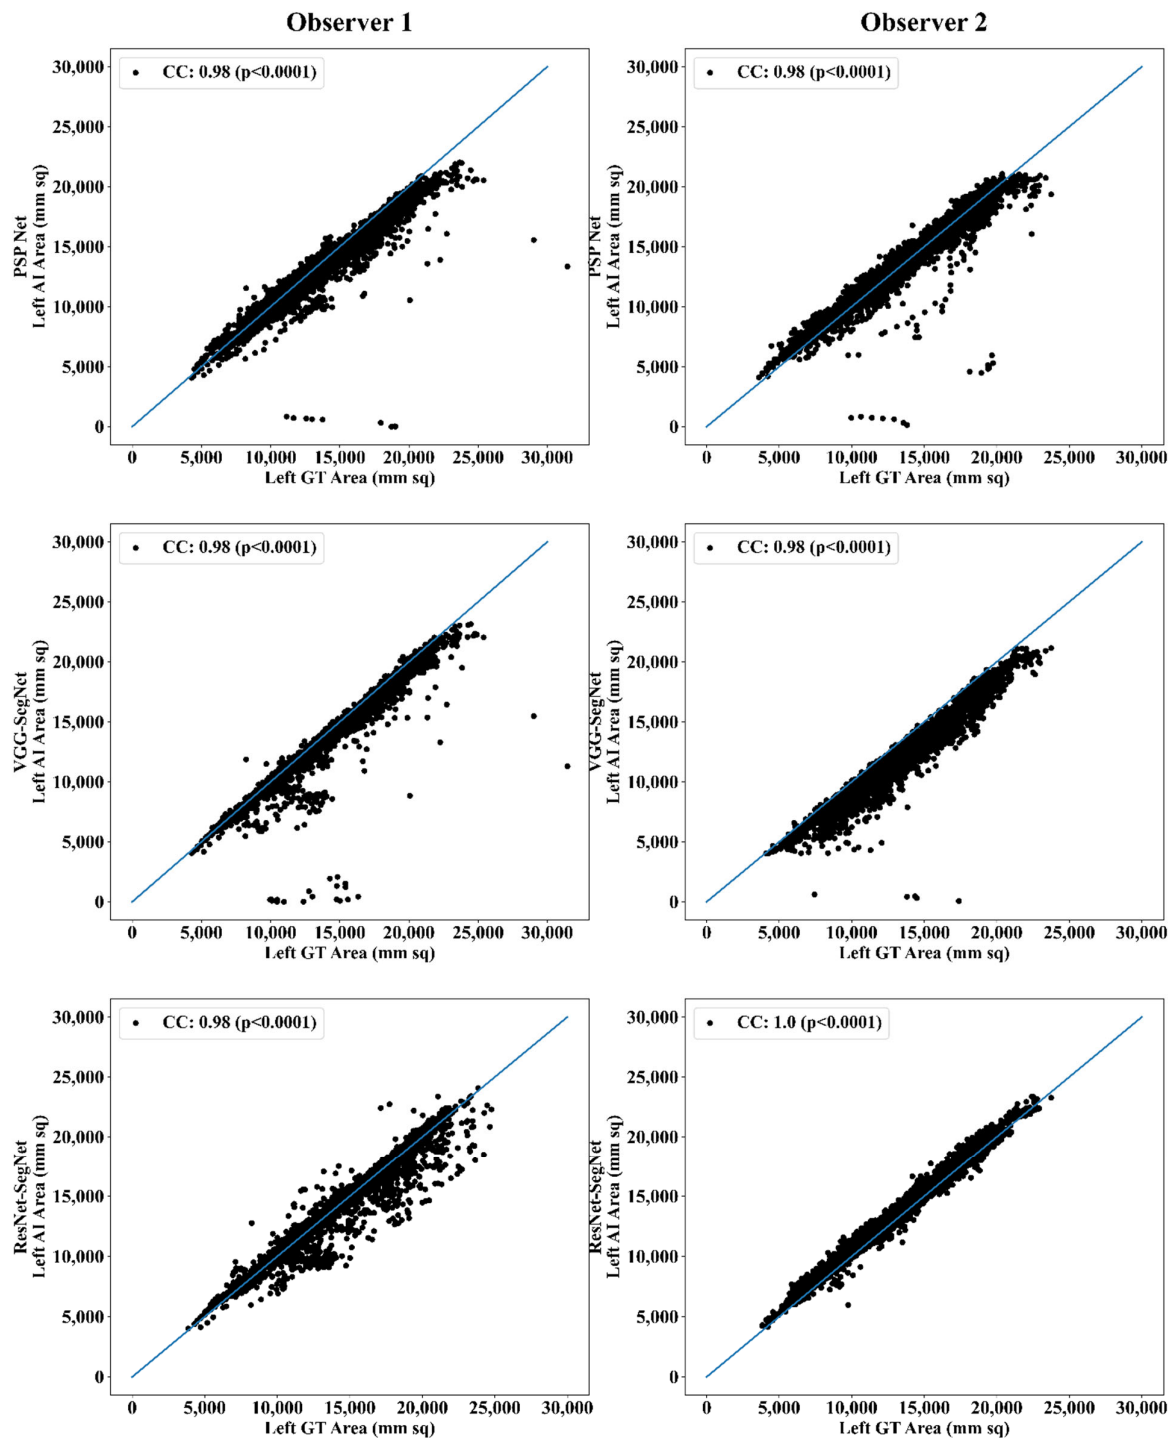 Observer 1
Observer 2
CC: 0.98 (p<0.0001)
30,000
25,000
20,000
15,000
10,000
5,000
0
PSP Net
Left AI Area (mm sq)
0 5,000 10,000 15,000 20,000 25,000 30,000
Left GT Area (mm sq)
CC: 0.98 (p<0.0001)
30,000
25,000
20,000
15,000
10,000
5,000
0
PSP Net
Left AI Area (mm sq)
0 5,000 10,000 15,000 20,000 25,000 30,000
Left GT Area (mm sq)
CC: 0.98 (p<0.0001)
30,000
25,000
20,000
15,000
10,000
5,000
0
VGG-SegNet
Left AI Area (mm sq)
0 5,000 10,000 15,000 20,000 25,000 30,000
Left GT Area (mm sq)
CC: 0.98 (p<0.0001)
30,000
25,000
20,000
15,000
10,000
5,000
0
VGG-SegNet
Left AI Area (mm sq)
0 5,000 10,000 15,000 20,000 25,000 30,000
Left GT Area (mm sq)
CC: 0.98 (p<0.0001)
30,000
25,000
20,000
15,000
10,000
5,000
0
ResNet-SegNet
Left AI Area (mm sq)
0 5,000 10,000 15,000 20,000 25,000 30,000
Left GT Area (mm sq)
CC: 1.0 (p<0.0001)
30,000
25,000
20,000
15,000
10,000
5,000
0
ResNet-SegNet
Left AI Area (mm sq)
0 5,000 10,000 15,000 20,000 25,000 30,000
Left GT Area (mm sq)